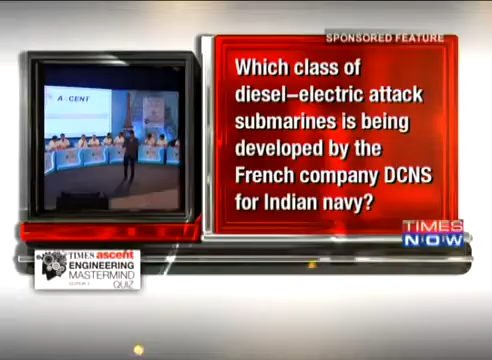 SPONSORED FEATURE
Which class of
diesel–electric attack
submarines is being
developed by the
French company DCNS
for Indian navy?
A CENT
TIMES NOW
TIMES ascent
ENGINEERING
MASTERMIND
QUIZ